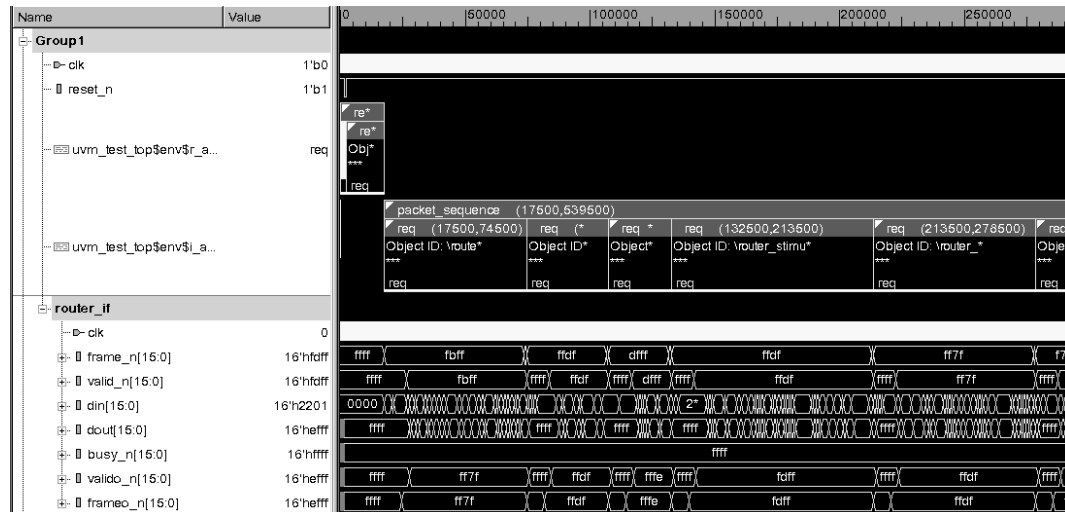 Name Value 0 50000 100000 150000 200000 250000
Group1
clk 1'b0
reset_n 1'b1
re*
re*
uvm_test_top$env$r_a... req Obj*
***
req
packet_sequence (17500,539500)
req (17500,74500) req (* req * req (132500,213500) req (213500,278500) req
uvm_test_top$env$i_a... Object ID: \route* Object ID* Object* Object ID: \router_stimu* Object ID: \router_* Obje
*** *** *** *** *** ***
req req req req req req
router_if
clk 0
frame_n[15:0] 16'hfdff ffff fbff ffdf dfff ffdf ff7f f7
valid_n[15:0] 16'hfdff ffff fbff ffff ffdf ffff dfff ffff ffdf ffff ff7f ffff
din[15:0] 16'h2201 0000 2*
dout[15:0] 16'hefff ffff ffff ffff ffff ffff ffff
busy_n[15:0] 16'hffff ffff
valido_n[15:0] 16'hefff ffff ff7f ffff ffdf ffff fffe ffff fdff ffff ffdf ffff
frameo_n[15:0] 16'hefff ffff ff7f ffdf fffe fdff ffdf